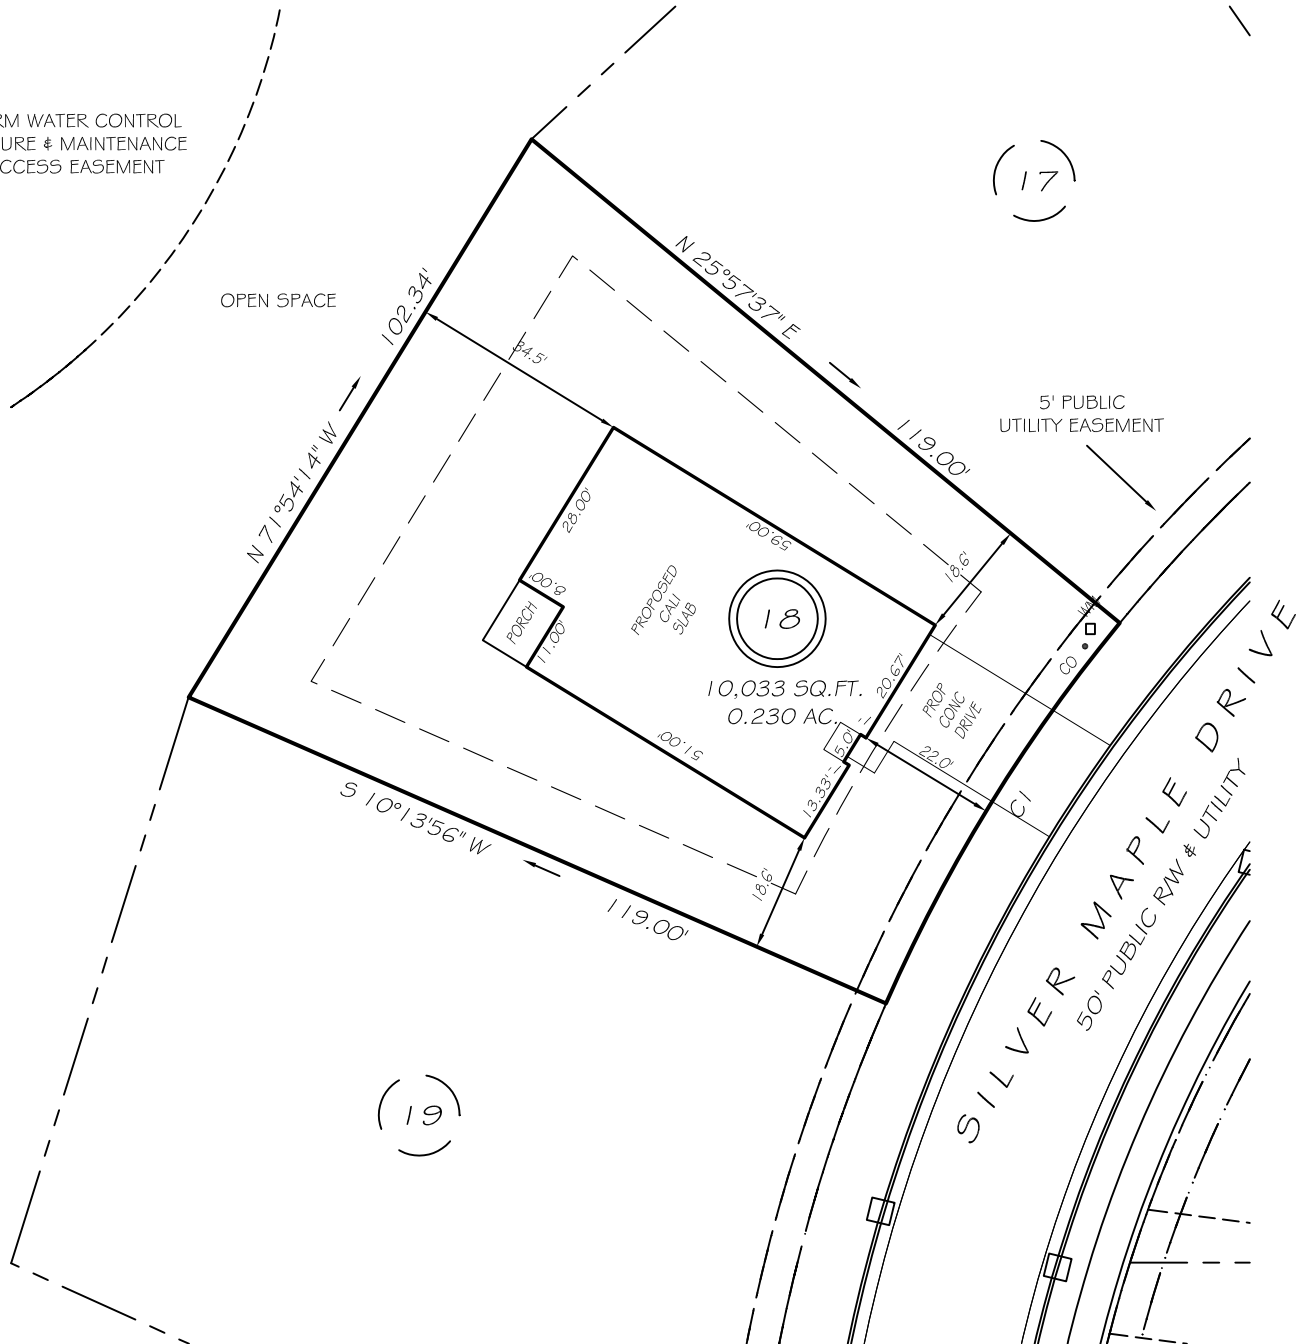 RM WATER CONTROL
URE & MAINTENANCE
CCESS EASEMENT
OPEN SPACE
17
N 25°57'37" E
119.00'
5' PUBLIC
UTILITY EASEMENT
102.34'
N 71°54'14" W
34.5'
28.00'
59.00'
8.00'
PORCH
11.00'
PROPOSED
CALI
SLAB
18
10,033 SQ.FT.
0.230 AC.
18.6'
CO
20.67'
PROP
CONC
DRIVE
5.0'
22.0'
13.33'
51.00'
C1
18.6'
S 10°13'56" W
119.00'
SILVER MAPLE DRIVE
50' PUBLIC R/W & UTILITY
19